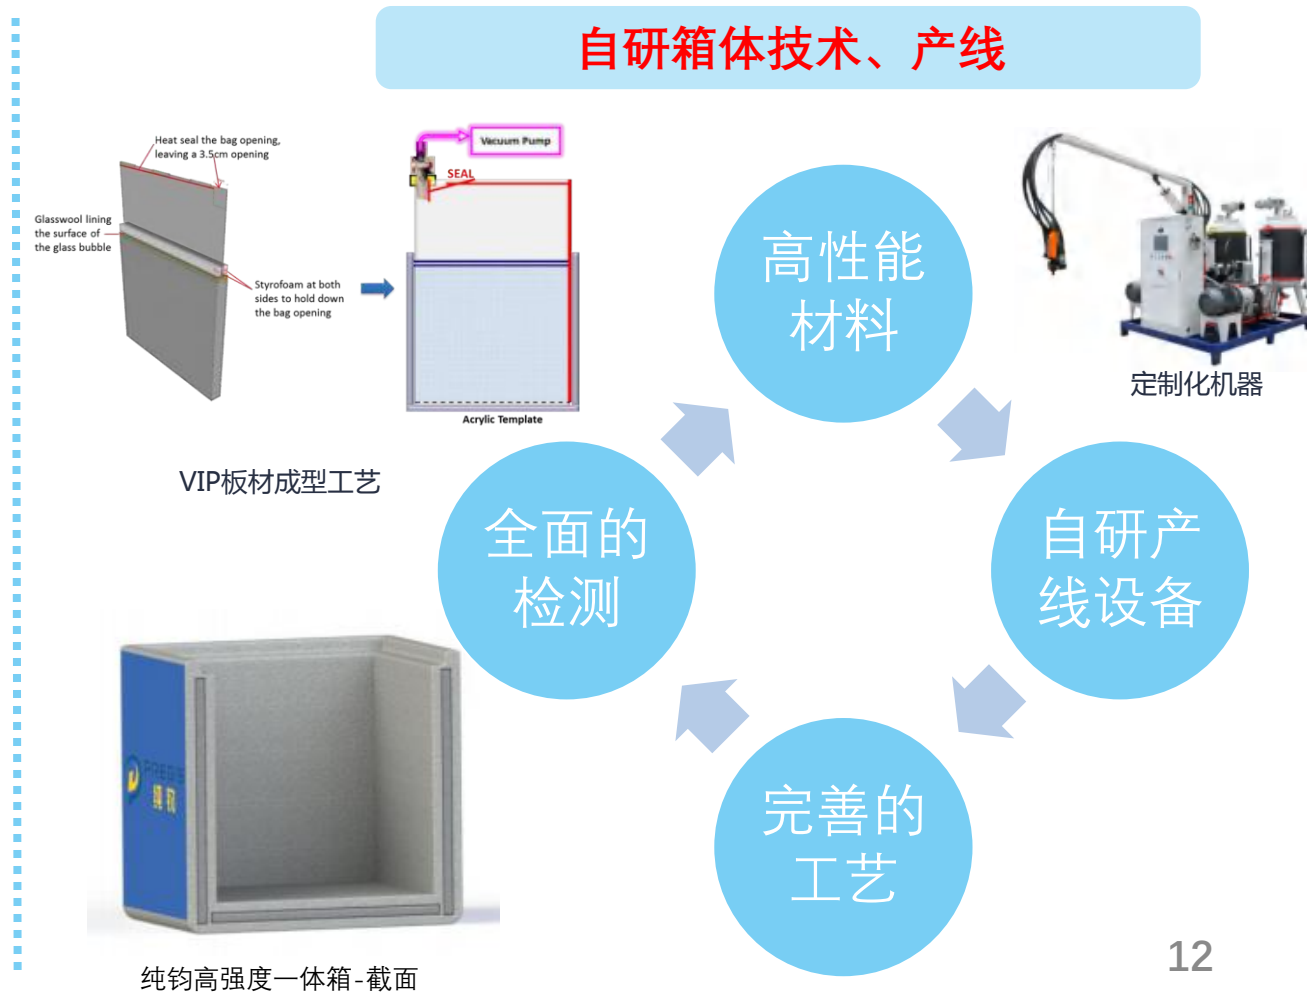 自研箱体技术、产线
Heat seal the bag opening,
leaving a 3.5cm opening
Glasswool lining
the surface of
the glass bubble
Styrofoam at both
sides to hold down
the bag opening
Vacuum Pump
SEAL
Acrylic Template
VIP板材成型工艺
高性能
材料
定制化机器
全面的
检测
自研产
线设备
完善的
工艺
PREGIS
纯钧
纯钧高强度一体箱-截面
12